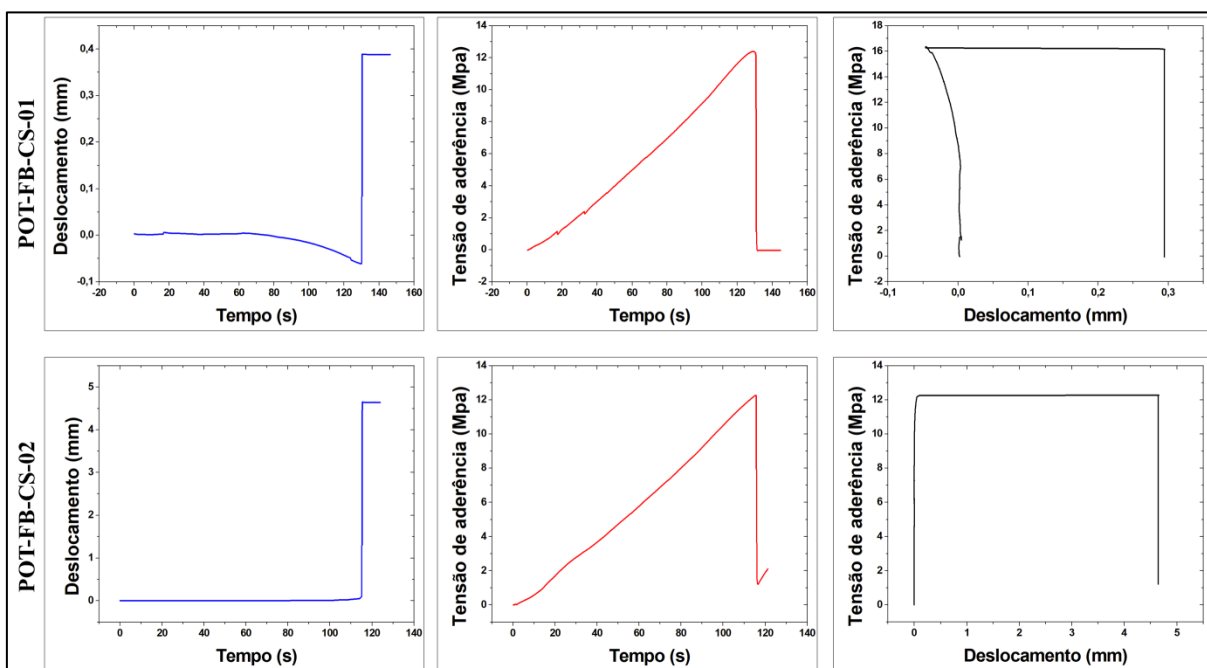 POT-FB-CS-01
Deslocamento (mm)
0,4
0,3
0,2
0,1
0,0
-0,1
-20 0 20 40 60 80 100 120 140 160
Tempo (s)
Tensão de aderência (Mpa)
14
12
10
8
6
4
2
0
-2
-20 0 20 40 60 80 100 120 140 160
Tempo (s)
Tensão de aderência (Mpa)
18
16
14
12
10
8
6
4
2
0
-2
-0,1 0,0 0,1 0,2 0,3
Deslocamento (mm)
POT-FB-CS-02
Deslocamento (mm)
5
4
3
2
1
0
0 20 40 60 80 100 120 140
Tempo (s)
Tensão de aderência (Mpa)
14
12
10
8
6
4
2
0
0 20 40 60 80 100 120 140
Tempo (s)
Tensão de aderência (Mpa)
14
12
10
8
6
4
2
0
0 1 2 3 4 5
Deslocamento (mm)